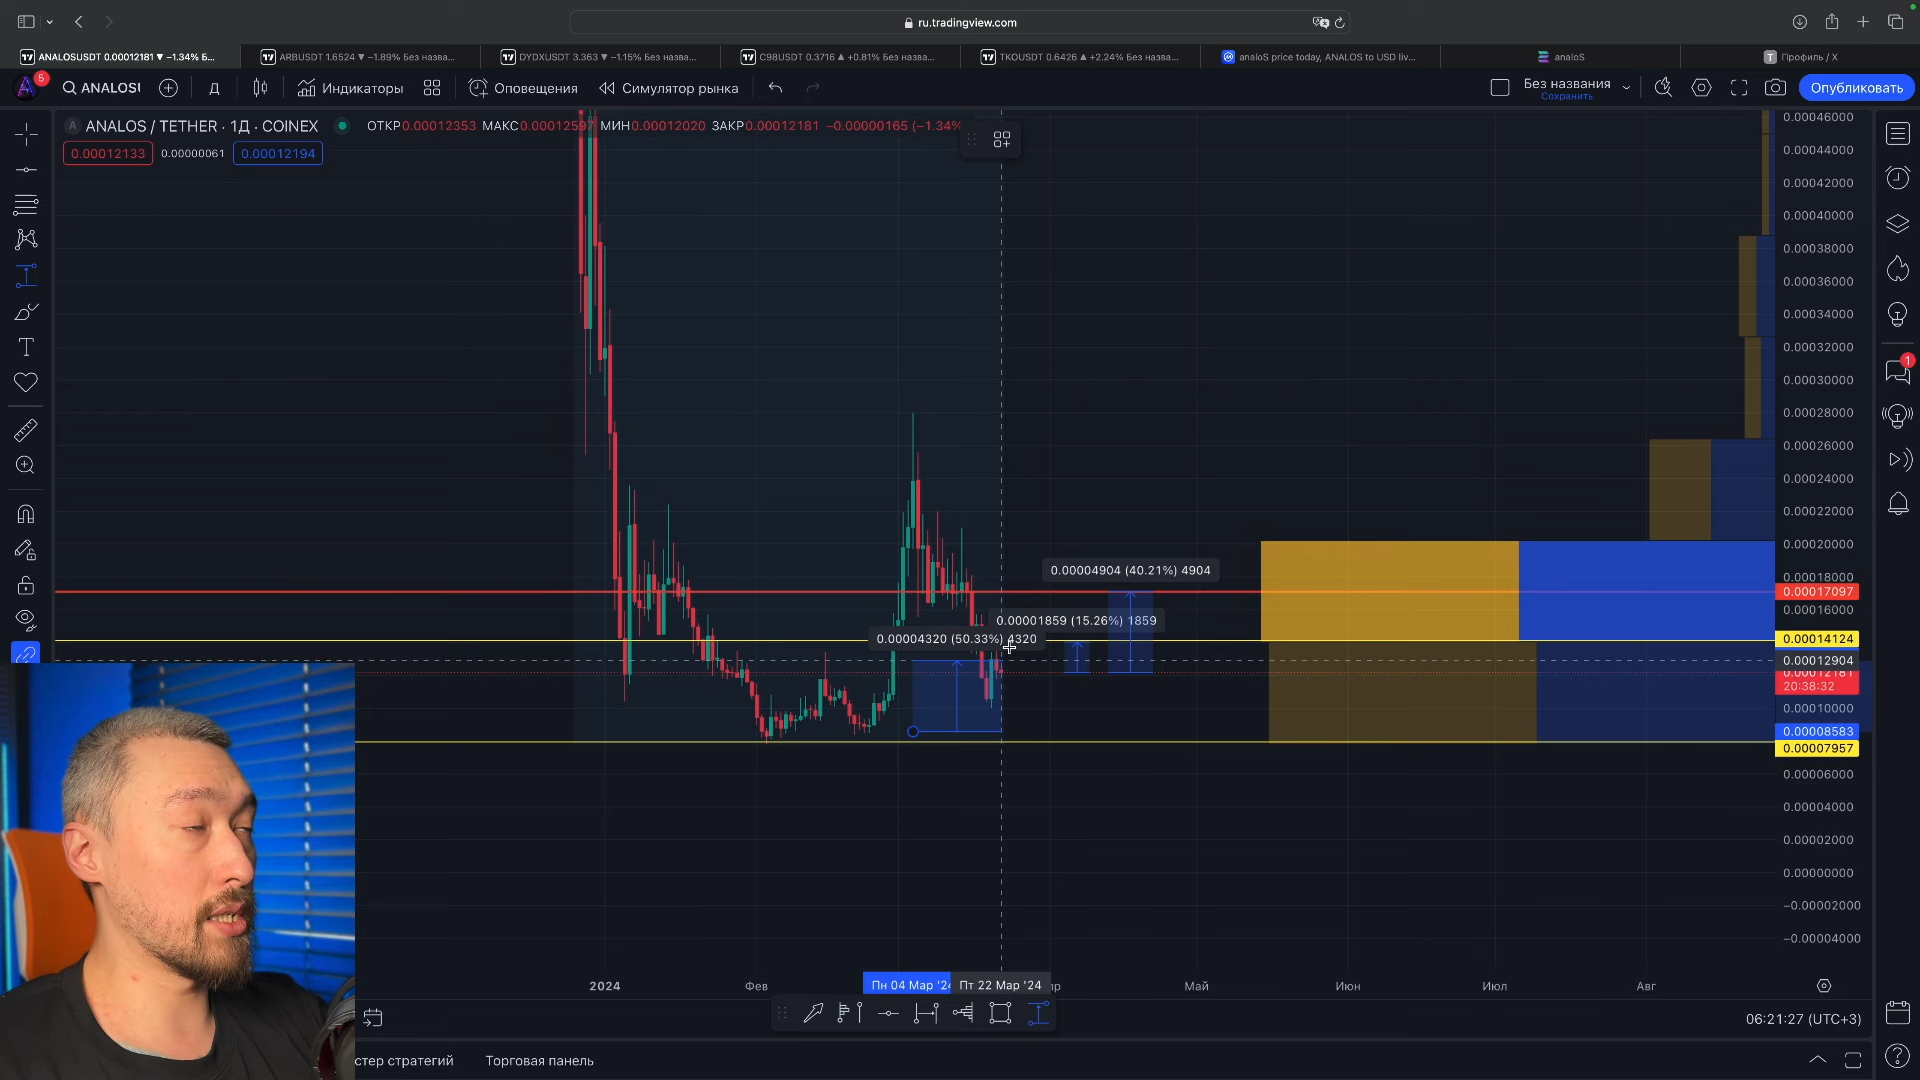 ru.tradingview.com
ANALOSUSDT 0.00012181 ▼ −1.34% Б...
ARBUSDT 1.6524 ▼ −1.89% Без назва...
DYDXUSDT 3.363 ▼ −1.15% Без назва...
C98USDT 0.3716 ▲ +0.81% Без назва...
TKOUSDT 0.6426 ▲ +2.24% Без назва...
analoS price today, ANALOS to USD liv...
analoS
Профиль / X
5
ANALOSI
Д
Индикаторы
Оповещения
Симулятор рынка
Без названия
Сохранить
Опубликовать
ANALOS / TETHER · 1Д · COINEX
ОТКР0.00012353 МАКС0.00012597 МИН0.00012020 ЗАКР0.00012181 −0.00000165 (−1.34%
0.00012133
0.00000061
0.00012194
0.00046000
0.00044000
0.00042000
0.00040000
0.00038000
0.00036000
0.00034000
0.00032000
0.00030000
0.00028000
0.00026000
0.00024000
0.00022000
0.00020000
0.00018000
0.00017097
0.00016000
0.00014124
0.00012904
0.00012181
20:38:32
0.00010000
0.00008583
0.00007957
0.00006000
0.00004000
0.00002000
0.00000000
−0.00002000
−0.00004000
1
0.00004904 (40.21%) 4904
0.00001859 (15.26%) 1859
0.00004320 (50.33%) 4320
2024
Фев
Пн 04 Мар '24
Пт 22 Мар '24
пр
Май
Июн
Июл
Авг
06:21:27 (UTC+3)
стер стратегий
Торговая панель